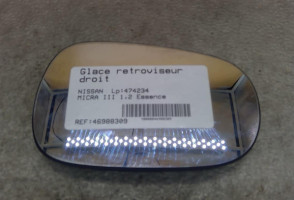 Glace retroviseur
droit
NISSAN Lp:474234
MICRA III 1.2 Essence
REF:46988309